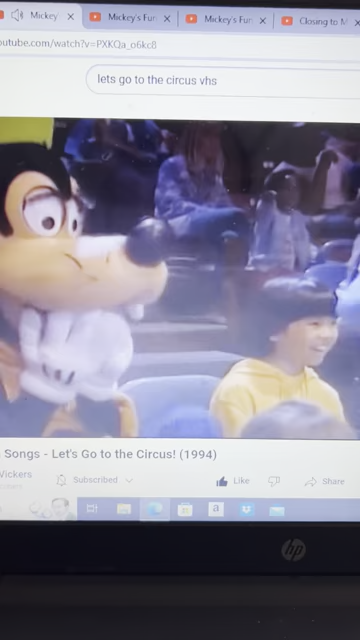 Mickey
Mickey's Fun
Mickey's Fun
Closing to M
outube.com/watch?v=PXKQa_o6kc8
lets go to the circus vhs
Songs - Let's Go to the Circus! (1994)
Vickers
Subscribed
Like
Share
a
hp